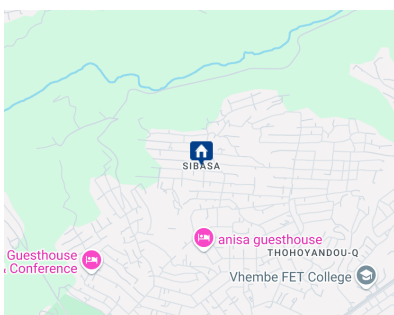 SIBASA
anisa guesthouse
THOHOYANDOU-Q
Guesthouse
& Conference
Vhembe FET College